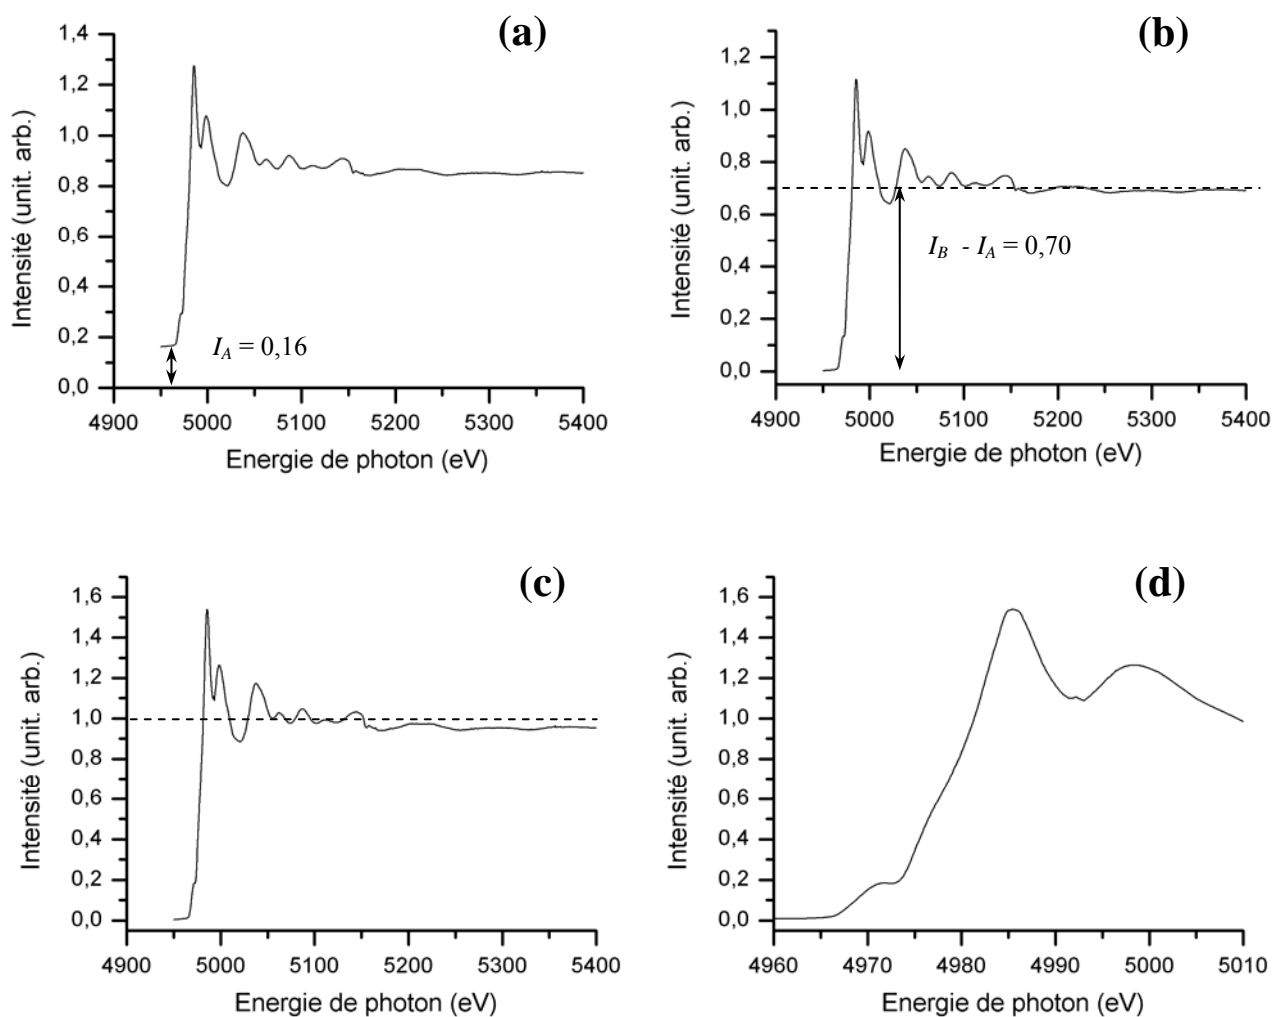 (a)
1,4
1,2
1,0
0,8
0,6
0,4
0,2
0,0
Intensité (unit. arb.)
I_A = 0,16
4900 5000 5100 5200 5300 5400
Energie de photon (eV)
(b)
1,2
1,0
0,8
0,6
0,4
0,2
0,0
Intensité (unit. arb.)
I_B - I_A = 0,70
4900 5000 5100 5200 5300 5400
Energie de photon (eV)
(c)
1,6
1,4
1,2
1,0
0,8
0,6
0,4
0,2
0,0
Intensité (unit. arb.)
4900 5000 5100 5200 5300 5400
Energie de photon (eV)
(d)
1,6
1,4
1,2
1,0
0,8
0,6
0,4
0,2
0,0
Intensité (unit. arb.)
4960 4970 4980 4990 5000 5010
Energie de photon (eV)